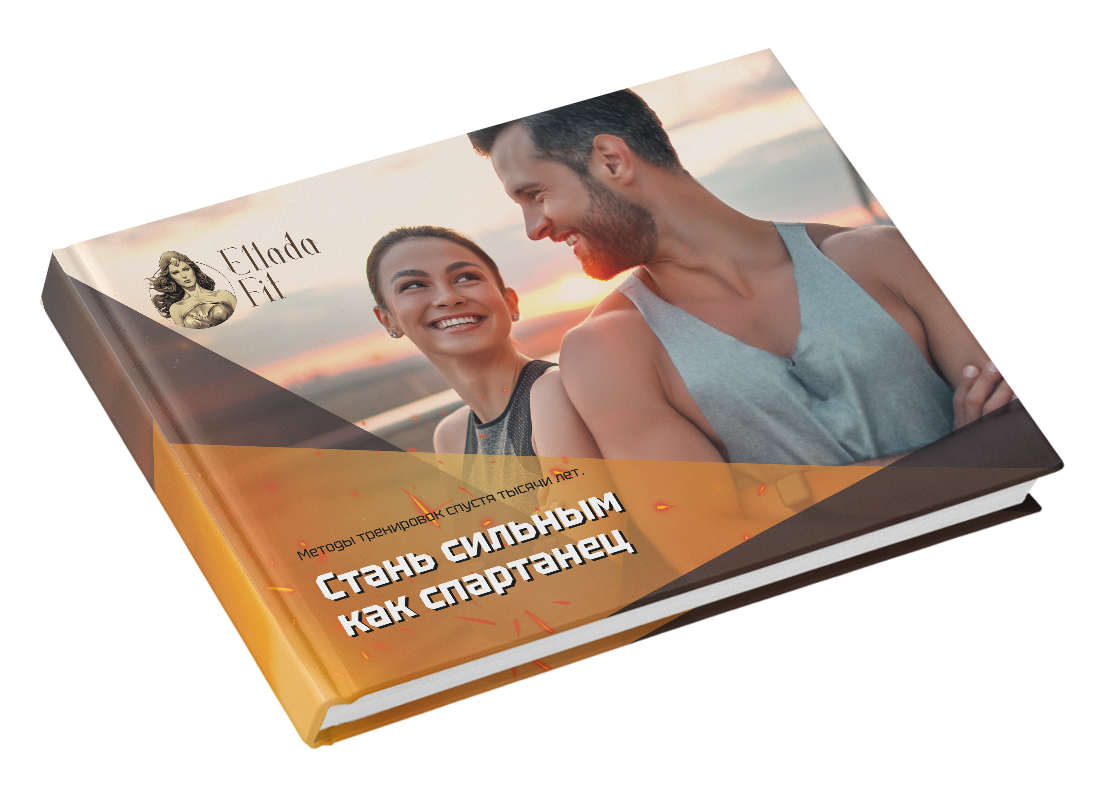 Ellada
Fit
Методы тренировок спустя тысячи лет.
Стань сильным
как спартанец